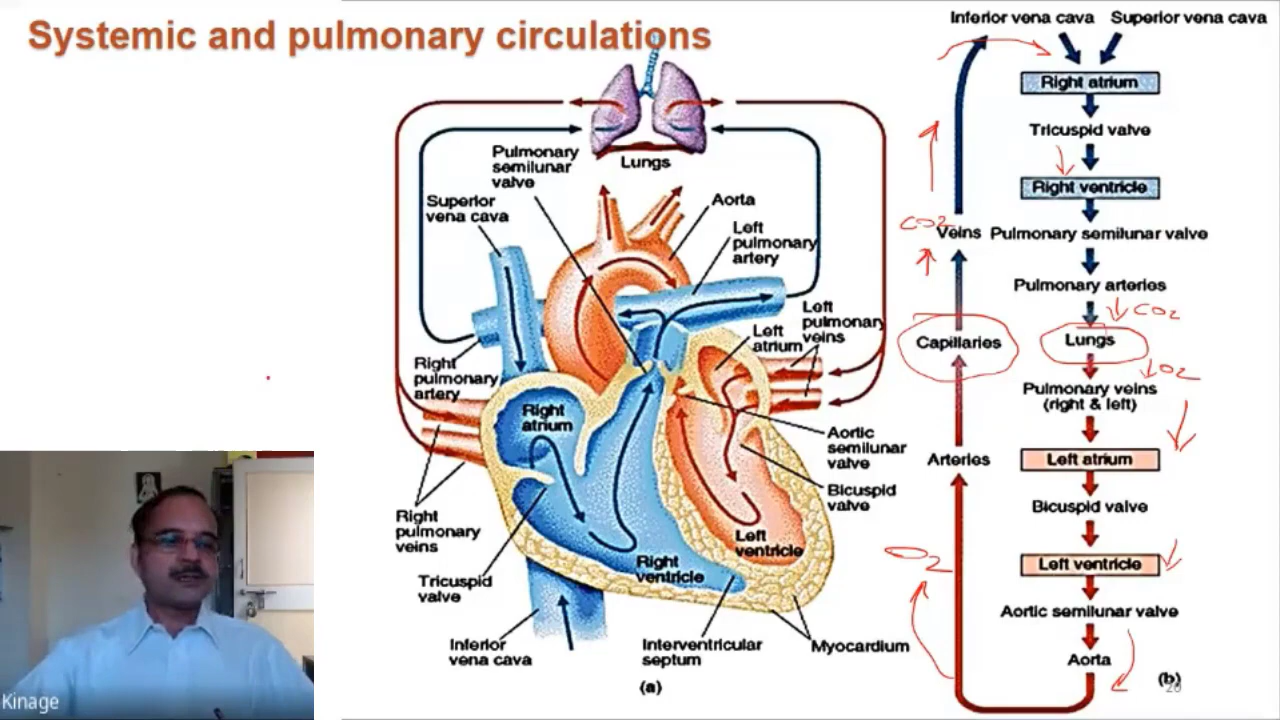 Systemic and pulmonary circulations
Lungs
Pulmonary
semilunar
valve
Superior
vena cava
Aorta
Left
pulmonary
artery
Left
pulmonary
veins
Left
atrium
Right
pulmonary
artery
Right
atrium
Aortic
semilunar
valve
Bicuspid
valve
Right
pulmonary
veins
Left
ventricle
Right
ventricle
Tricuspid
valve
Inferior
vena cava
Interventricular
septum
Myocardium
(a)
Inferior vena cava Superior vena cava
Right atrium
Tricuspid valve
Right ventricle
CO2
Veins Pulmonary semilunar valve
Pulmonary arteries
CO2
Capillaries Lungs
O2
Pulmonary veins
(right & left)
Arteries Left atrium
Bicuspid valve
O2
Left ventricle
Aortic semilunar valve
Aorta
(b)
20
Kinage